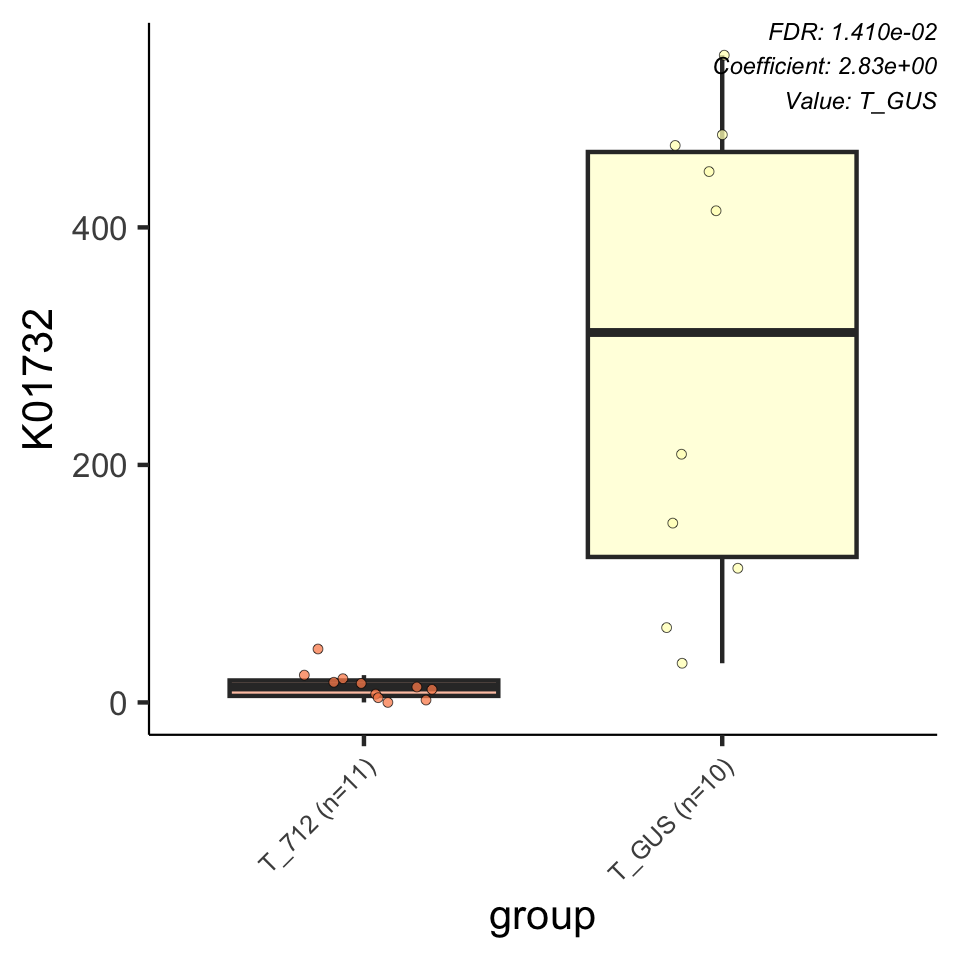 FDR: 1.410e-02
Coefficient: 2.83e+00
Value: T_GUS
K01732
400
200
0
T_712 (n=11)
T_GUS (n=10)
group